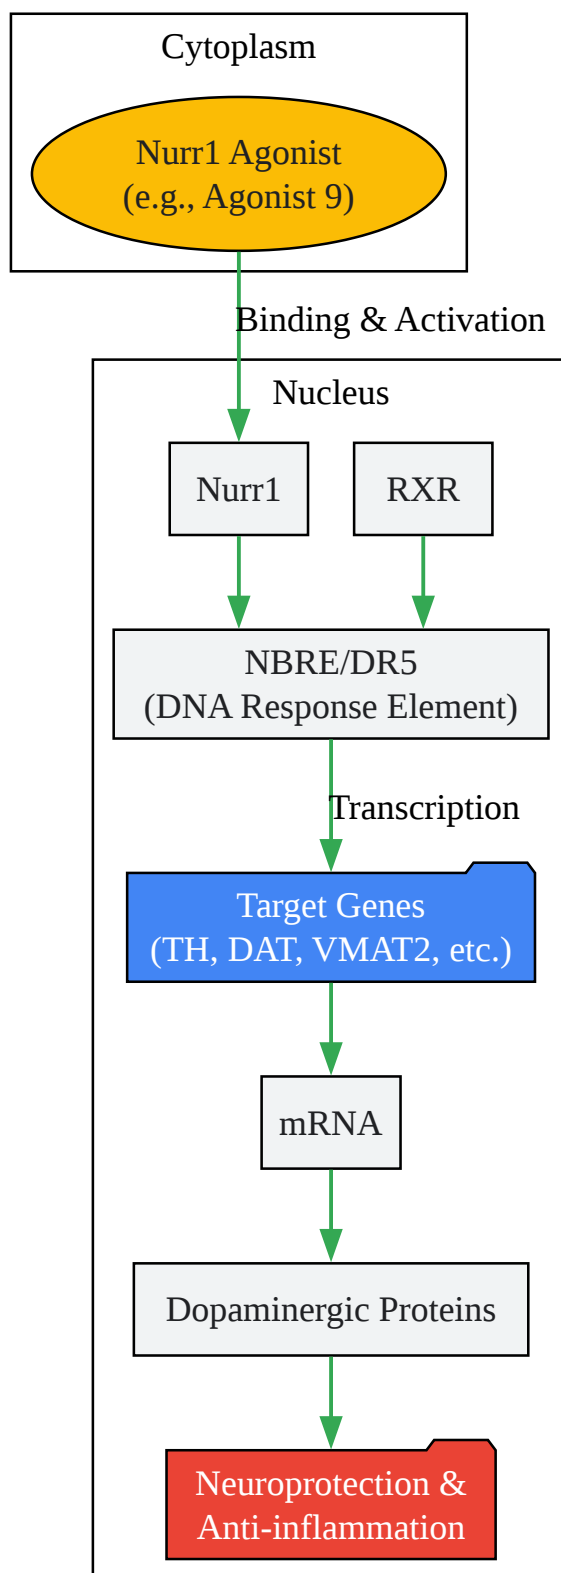 Cytoplasm
Nurr1 Agonist
(e.g., Agonist 9)
Binding & Activation
Nucleus
Nurr1
RXR
NBRE/DR5
(DNA Response Element)
Transcription
Target Genes
(TH, DAT, VMAT2, etc.)
mRNA
Dopaminergic Proteins
Neuroprotection &
Anti-inflammation